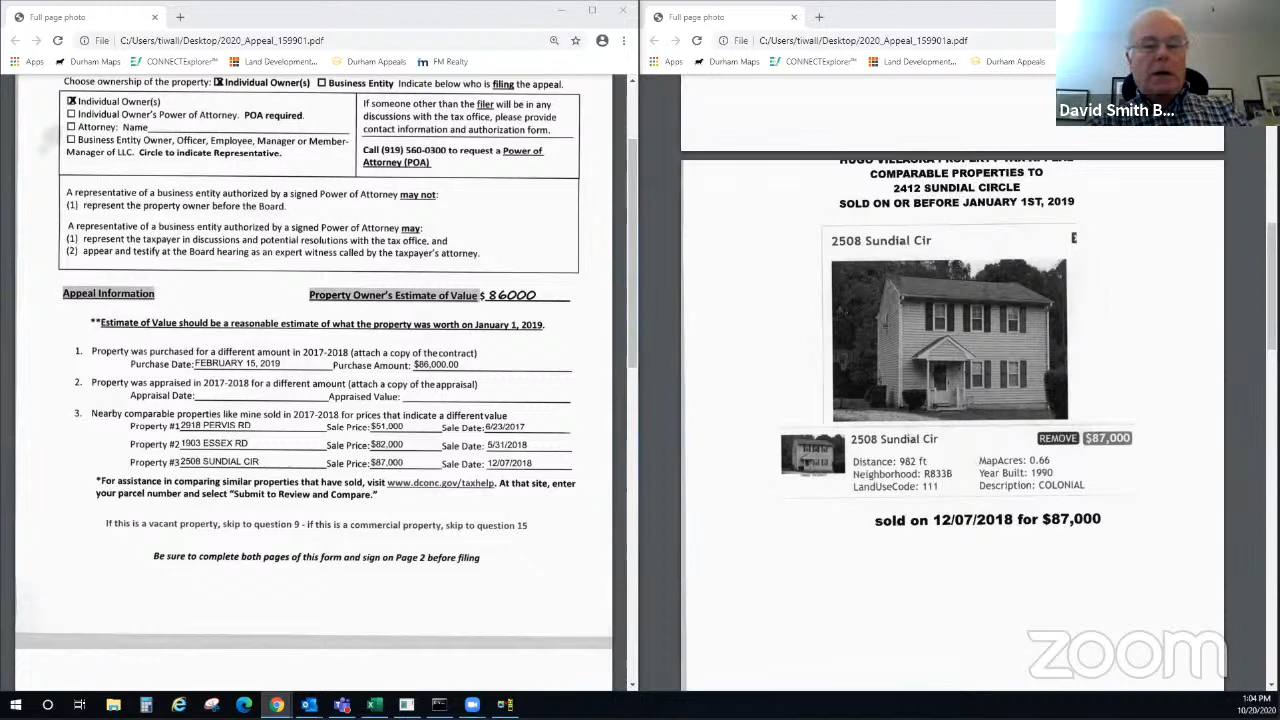 Full page photo
File | C:/Users/tiwall/Desktop/2020_Appeal_159901.pdf
Apps Durham Maps CONNECTExplorer™ Land Development... Durham Appeals FM Realty
Choose ownership of the property: ☒ Individual Owner(s) ☐ Business Entity Indicate below who is filing the appeal.
☒ Individual Owner(s)
☐ Individual Owner's Power of Attorney. POA required.
☐ Attorney: Name
☐ Business Entity Owner, Officer, Employee, Manager or Member-
Manager of LLC. Circle to indicate Representative.
If someone other than the filer will be in any
discussions with the tax office, please provide
contact information and authorization form.
Call (919) 560-0300 to request a Power of
Attorney (POA)
A representative of a business entity authorized by a signed Power of Attorney may not:
(1) represent the property owner before the Board.
A representative of a business entity authorized by a signed Power of Attorney may:
(1) represent the taxpayer in discussions and potential resolutions with the tax office, and
(2) appear and testify at the Board hearing as an expert witness called by the taxpayer's attorney.
Appeal Information Property Owner's Estimate of Value $ 86000
**Estimate of Value should be a reasonable estimate of what the property was worth on January 1, 2019.
1. Property was purchased for a different amount in 2017-2018 (attach a copy of the contract)
Purchase Date: FEBRUARY 15, 2019 Purchase Amount: $86,000.00
2. Property was appraised in 2017-2018 for a different amount (attach a copy of the appraisal)
Appraisal Date: Appraised Value:
3. Nearby comparable properties like mine sold in 2017-2018 for prices that indicate a different value
Property #1 2918 PERVIS RD Sale Price: $51,000 Sale Date: 6/23/2017
Property #2 1903 ESSEX RD Sale Price: $82,000 Sale Date: 5/31/2018
Property #3 2508 SUNDIAL CIR Sale Price: $87,000 Sale Date: 12/07/2018
*For assistance in comparing similar properties that have sold, visit www.dconc.gov/taxhelp. At that site, enter
your parcel number and select "Submit to Review and Compare."
If this is a vacant property, skip to question 9 - if this is a commercial property, skip to question 15
Be sure to complete both pages of this form and sign on Page 2 before filing
Full page photo
File | C:/Users/tiwall/Desktop/2020_Appeal_159901a.pdf
Apps Durham Maps CONNECTExplorer™ Land Development... Durham Appeals
David Smith B...
COMPARABLE PROPERTIES TO
2412 SUNDIAL CIRCLE
SOLD ON OR BEFORE JANUARY 1ST, 2019
2508 Sundial Cir
2508 Sundial Cir REMOVE $87,000
Distance: 982 ft MapAcres: 0.66
Neighborhood: R833B Year Built: 1990
LandUseCode: 111 Description: COLONIAL
sold on 12/07/2018 for $87,000
zoom
1:04 PM
10/20/2020